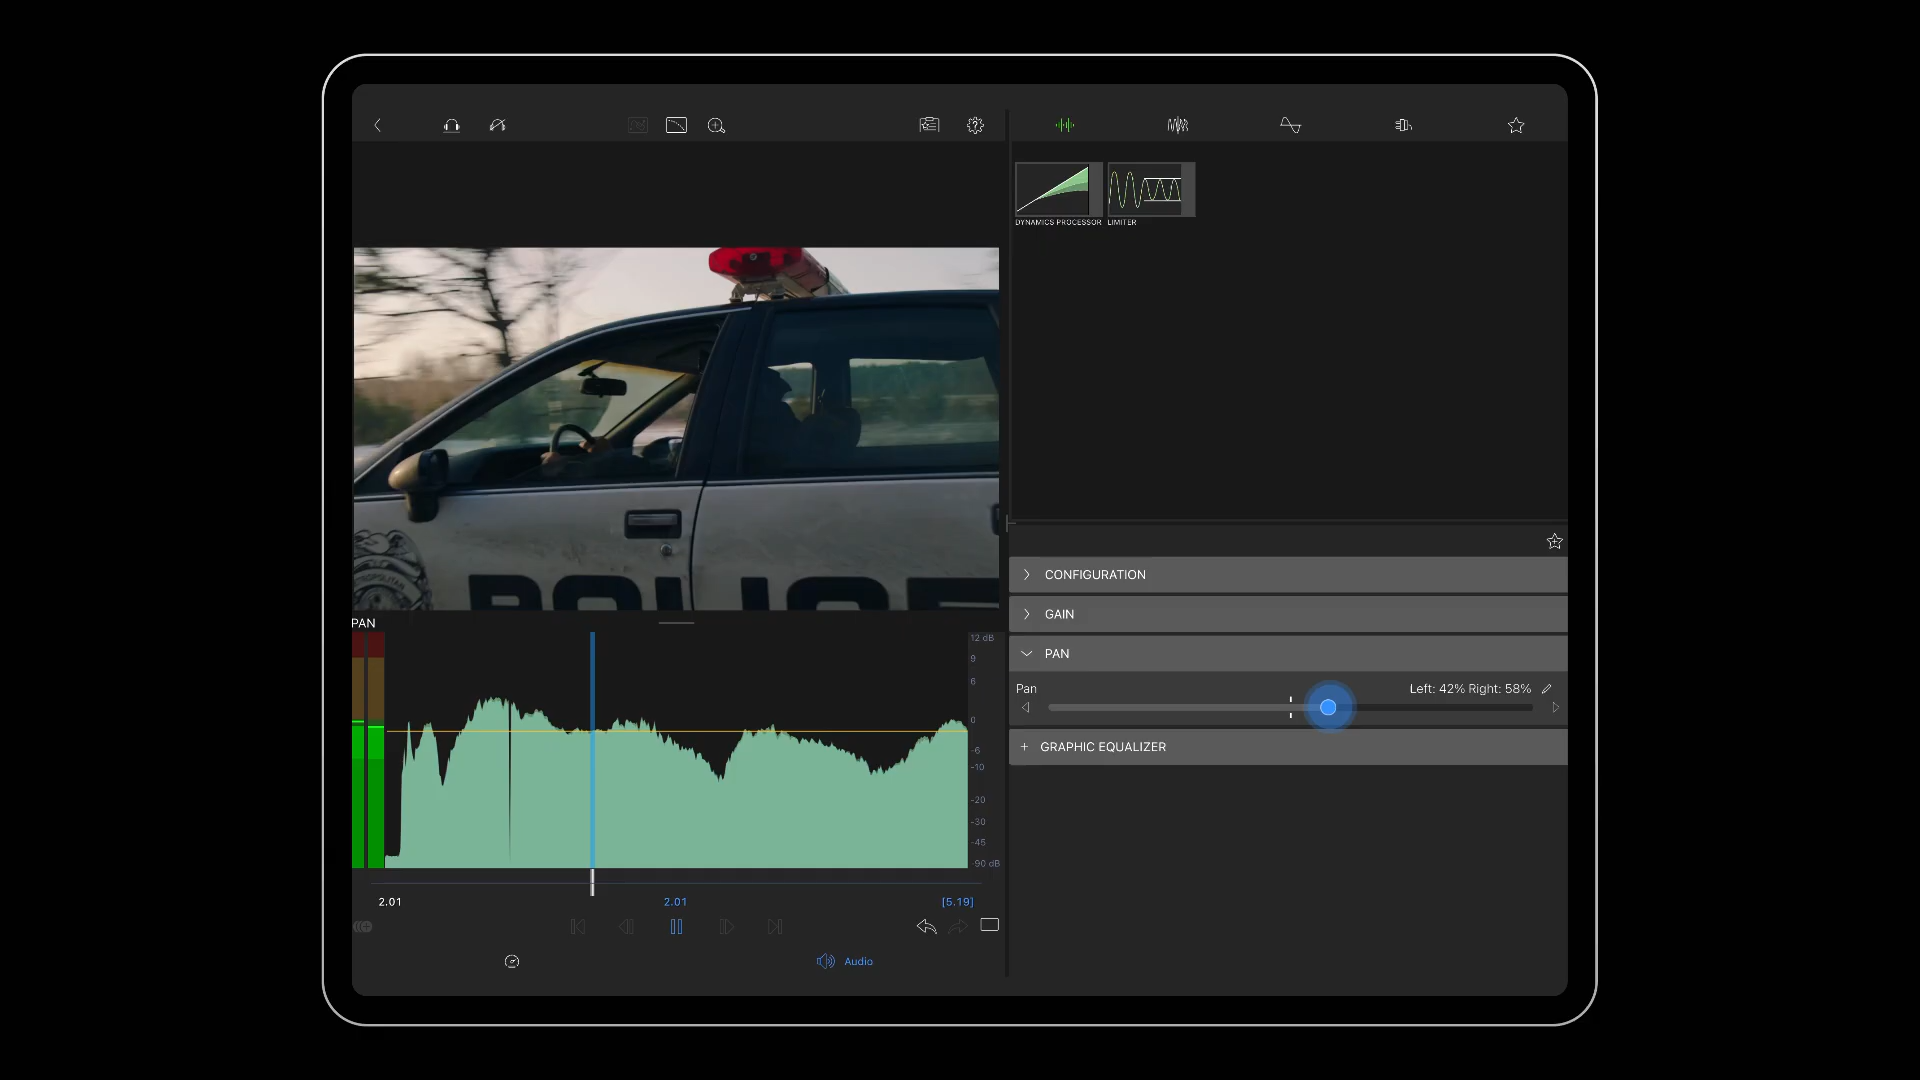 DYNAMICS PROCESSOR
LIMITER
METROPOLITAN
POLICE
PAN
12 dB
9
6
0
-6
-10
-20
-30
-45
-90 dB
2.01
2.01
[5.19]
Audio
CONFIGURATION
GAIN
PAN
Pan
Left: 42% Right: 58%
GRAPHIC EQUALIZER